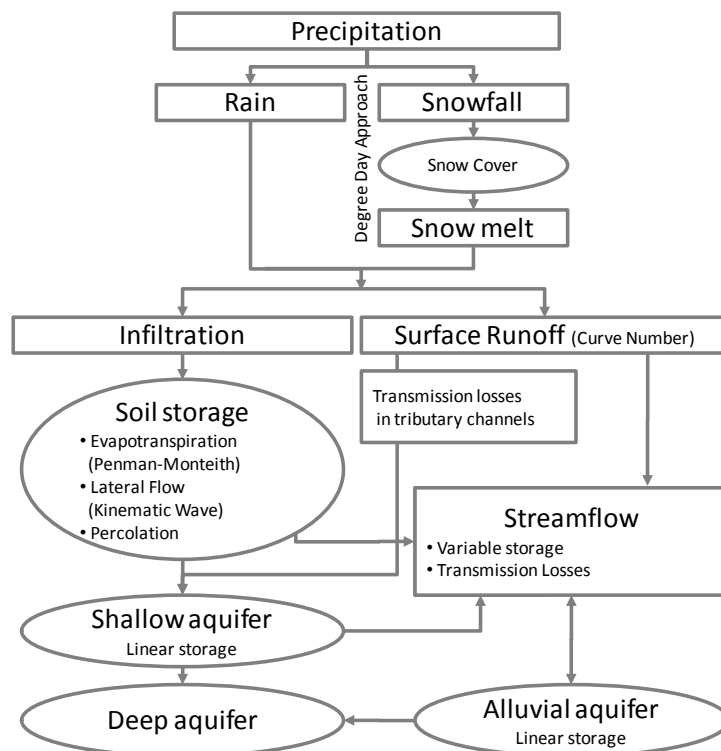 Precipitation
Rain
Degree Day Approach
Snowfall
Snow Cover
Snow melt
Infiltration
Surface Runoff (Curve Number)
Transmission losses
in tributary channels
Soil storage
• Evapotranspiration
(Penman-Monteith)
• Lateral Flow
(Kinematic Wave)
• Percolation
Streamflow
• Variable storage
• Transmission Losses
Shallow aquifer
Linear storage
Deep aquifer
Alluvial aquifer
Linear storage